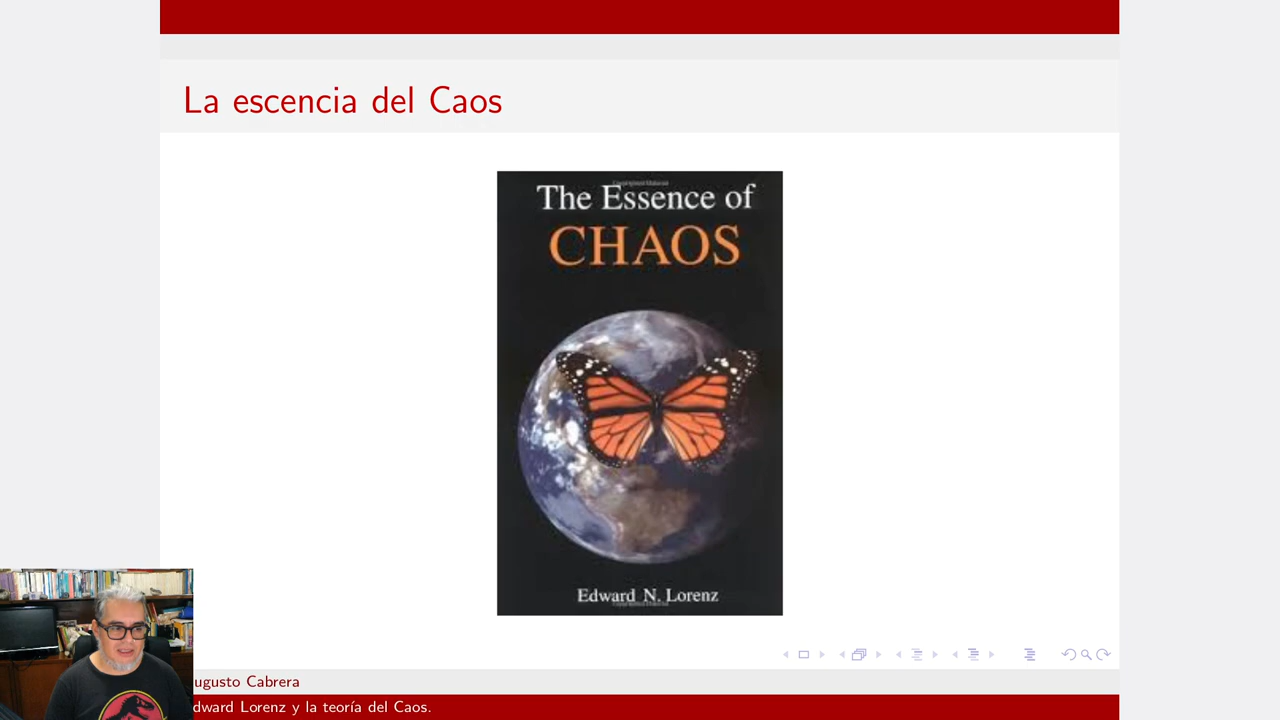 La escencia del Caos
The Essence of
CHAOS
Edward N. Lorenz
ugusto Cabrera
dward Lorenz y la teoría del Caos.